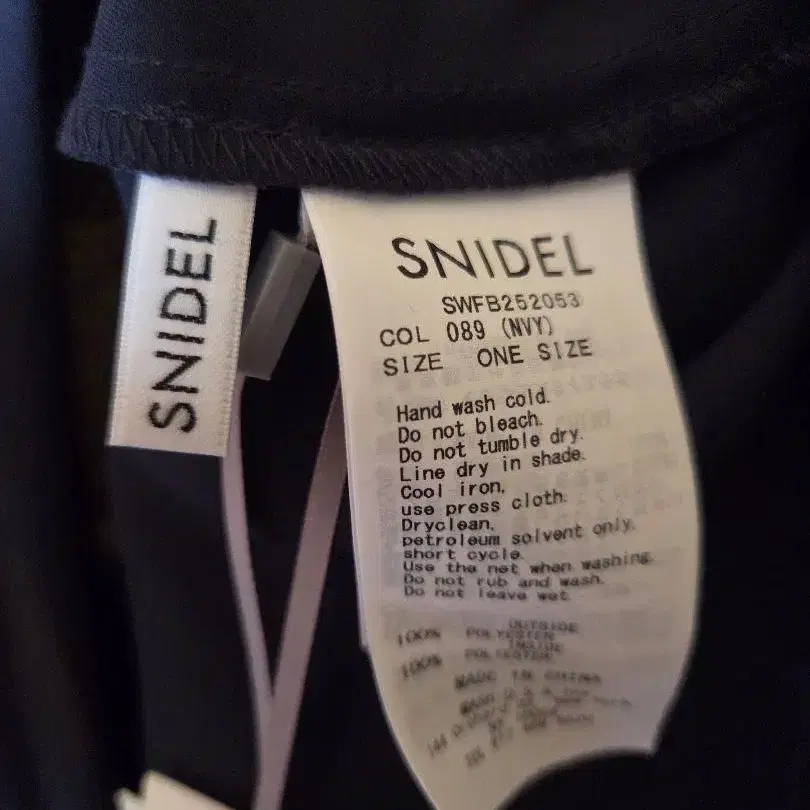 SNIDEL
SNIDEL
SWFB252053
COL 089 (NVY)
SIZE ONE SIZE
Hand wash cold.
Do not bleach.
Do not tumble dry.
Line dry in shade.
Cool iron.
use press cloth.
Dryclean.
petroleum solvent only.
short cycle.
Use the net when washing.
Do not rub and wash.
Do not leave wet.
OUTSIDE
100% POLYESTER
INSIDE
100% POLYESTER
MADE IN CHINA